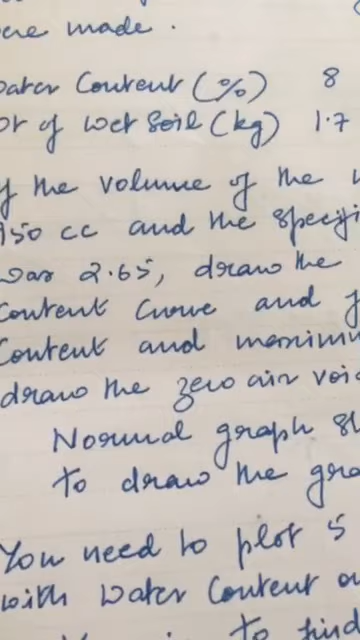 made.
Water Content (%) 8
of wet soil (kg) 1.7
the volume of the
950 cc and the specifi
was 2.65, draw the
content curve and
content and maximu
draw the zero air voi
Normal graph sh
to draw the gra
You need to plot 5
with water content
to find